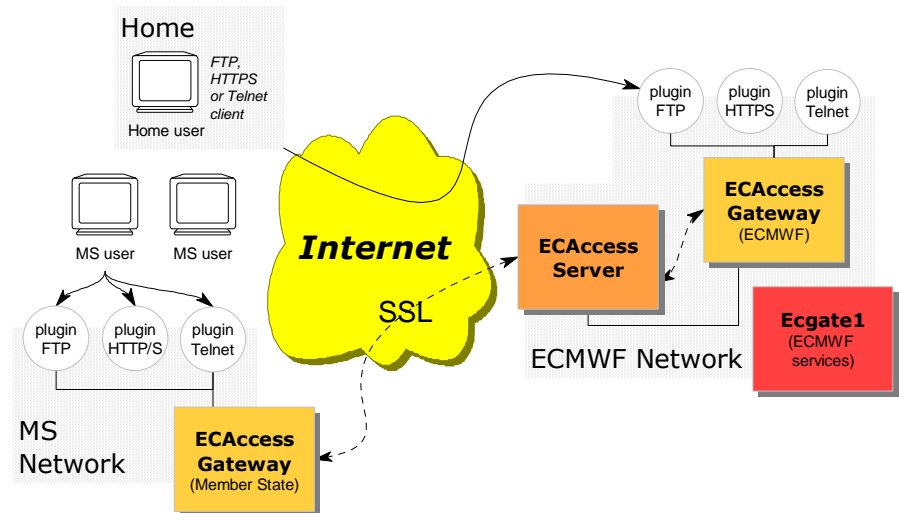 Home
FTP,
HTTPS
or Telnet
client
Home user
MS user
MS user
plugin
FTP
plugin
HTTP/S
plugin
Telnet
MS
Network
ECAccess
Gateway
(Member State)
Internet
SSL
plugin
FTP
plugin
HTTPS
plugin
Telnet
ECAccess
Gateway
(ECMWF)
ECAccess
Server
ECMWF Network
Ecgate1
(ECMWF
services)